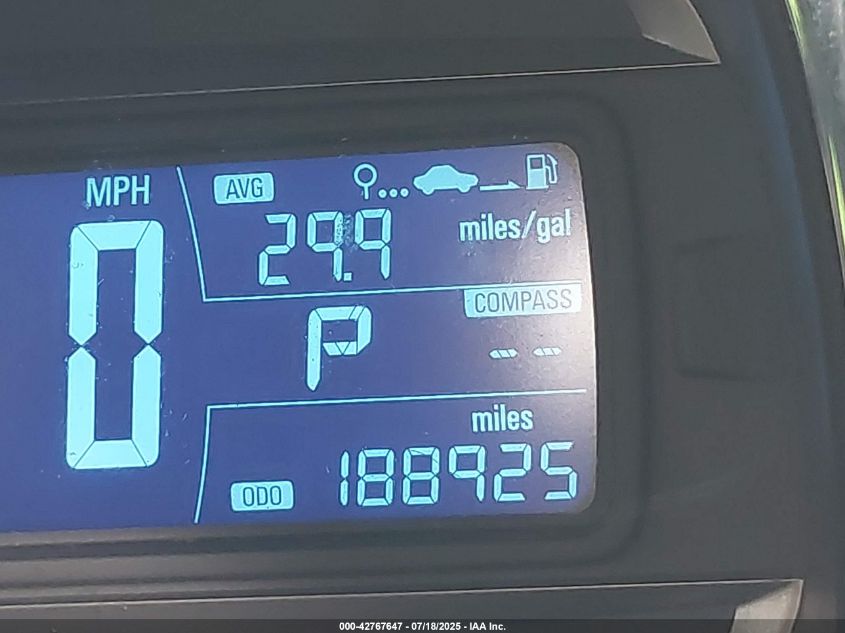 MPH
0
AVG
29.9 miles/gal
P
COMPASS
-- --
miles
ODO 188925
000-42767647 - 07/18/2025 - IAA Inc.